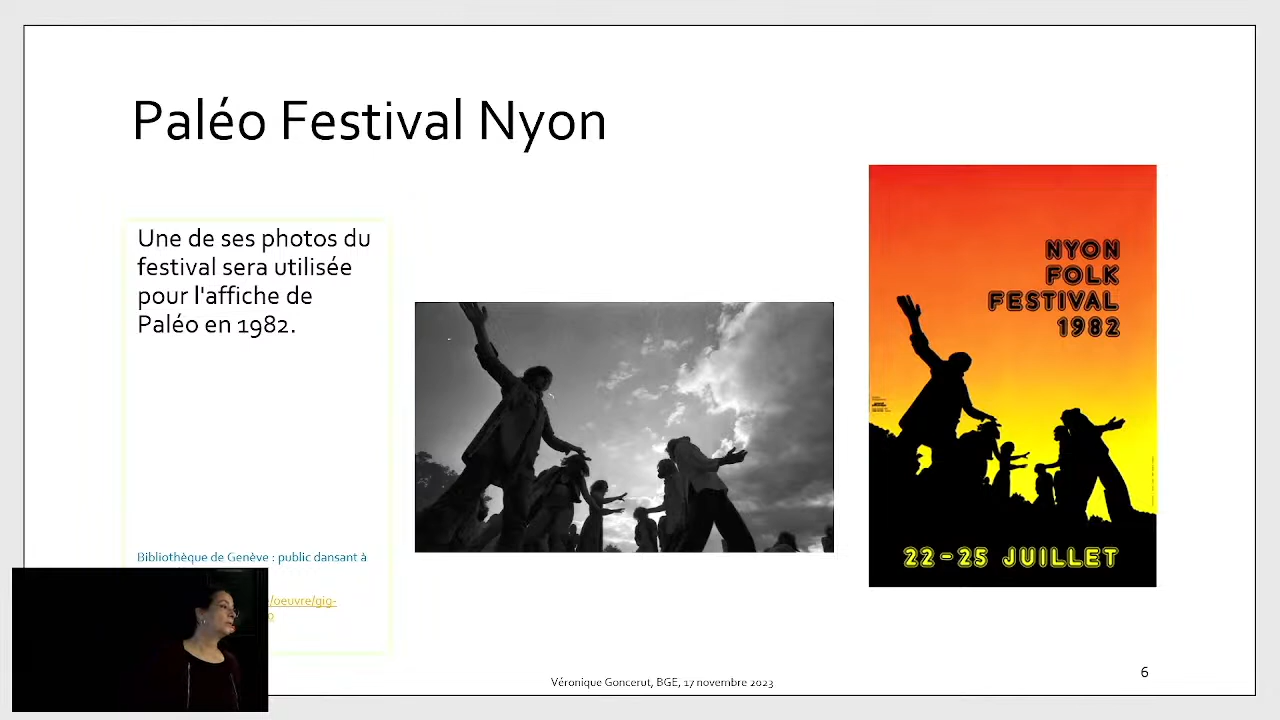 Paléo Festival Nyon
Une de ses photos du
festival sera utilisée
pour l'affiche de
Paléo en 1982.
NYON
FOLK
FESTIVAL
1982
22-25 JUILLET
Bibliothèque de Genève : public dansant à
/oeuvre/gig-
Véronique Goncerut, BGE, 17 novembre 2023
6